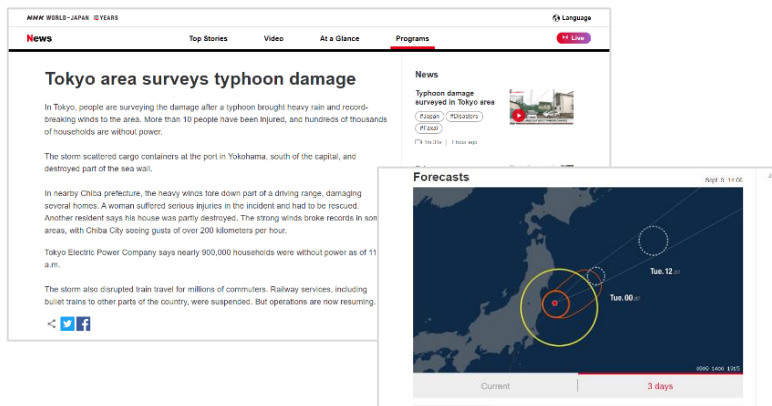 NHK WORLD-JAPAN
YEARS
Language
News
Top Stories
Video
At a Glance
Programs
Live
Tokyo area surveys typhoon damage
In Tokyo, people are surveying the damage after a typhoon brought heavy rain and record-
breaking winds to the area. More than 10 people have been injured, and hundreds of thousands
of households are without power.
The storm scattered cargo containers at the port in Yokohama, south of the capital, and
destroyed part of the sea wall.
In nearby Chiba prefecture, the heavy winds tore down part of a driving range, damaging
several homes. A woman suffered serious injuries in the incident and had to be rescued.
Another resident says his house was partly destroyed. The strong winds broke records in som
areas, with Chiba City seeing gusts of over 200 kilometers per hour.
Tokyo Electric Power Company says nearly 900,000 households were without power as of 11
a.m.
The storm also disrupted train travel for millions of commuters. Railway services, including
bullet trains to other parts of the country, were suspended. But operations are now resuming.
News
Typhoon damage
surveyed in Tokyo area
#Japan
#Disasters
#Faxai
1 hour ago
Forecasts
Tue. 12
Tue. 00
Current
3 days